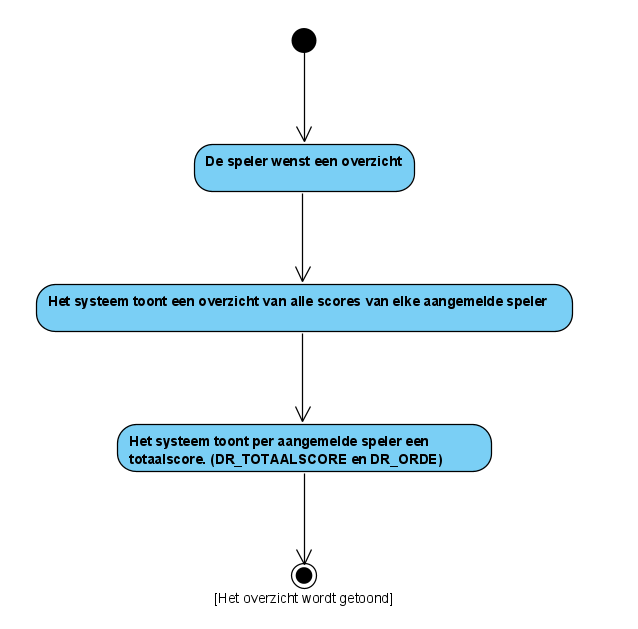 De speler wenst een overzicht
Het systeem toont een overzicht van alle scores van elke aangemelde speler
Het systeem toont per aangemelde speler een
totaalscore. (DR_TOTAALSCORE en DR_ORDE)
[Het overzicht wordt getoond]